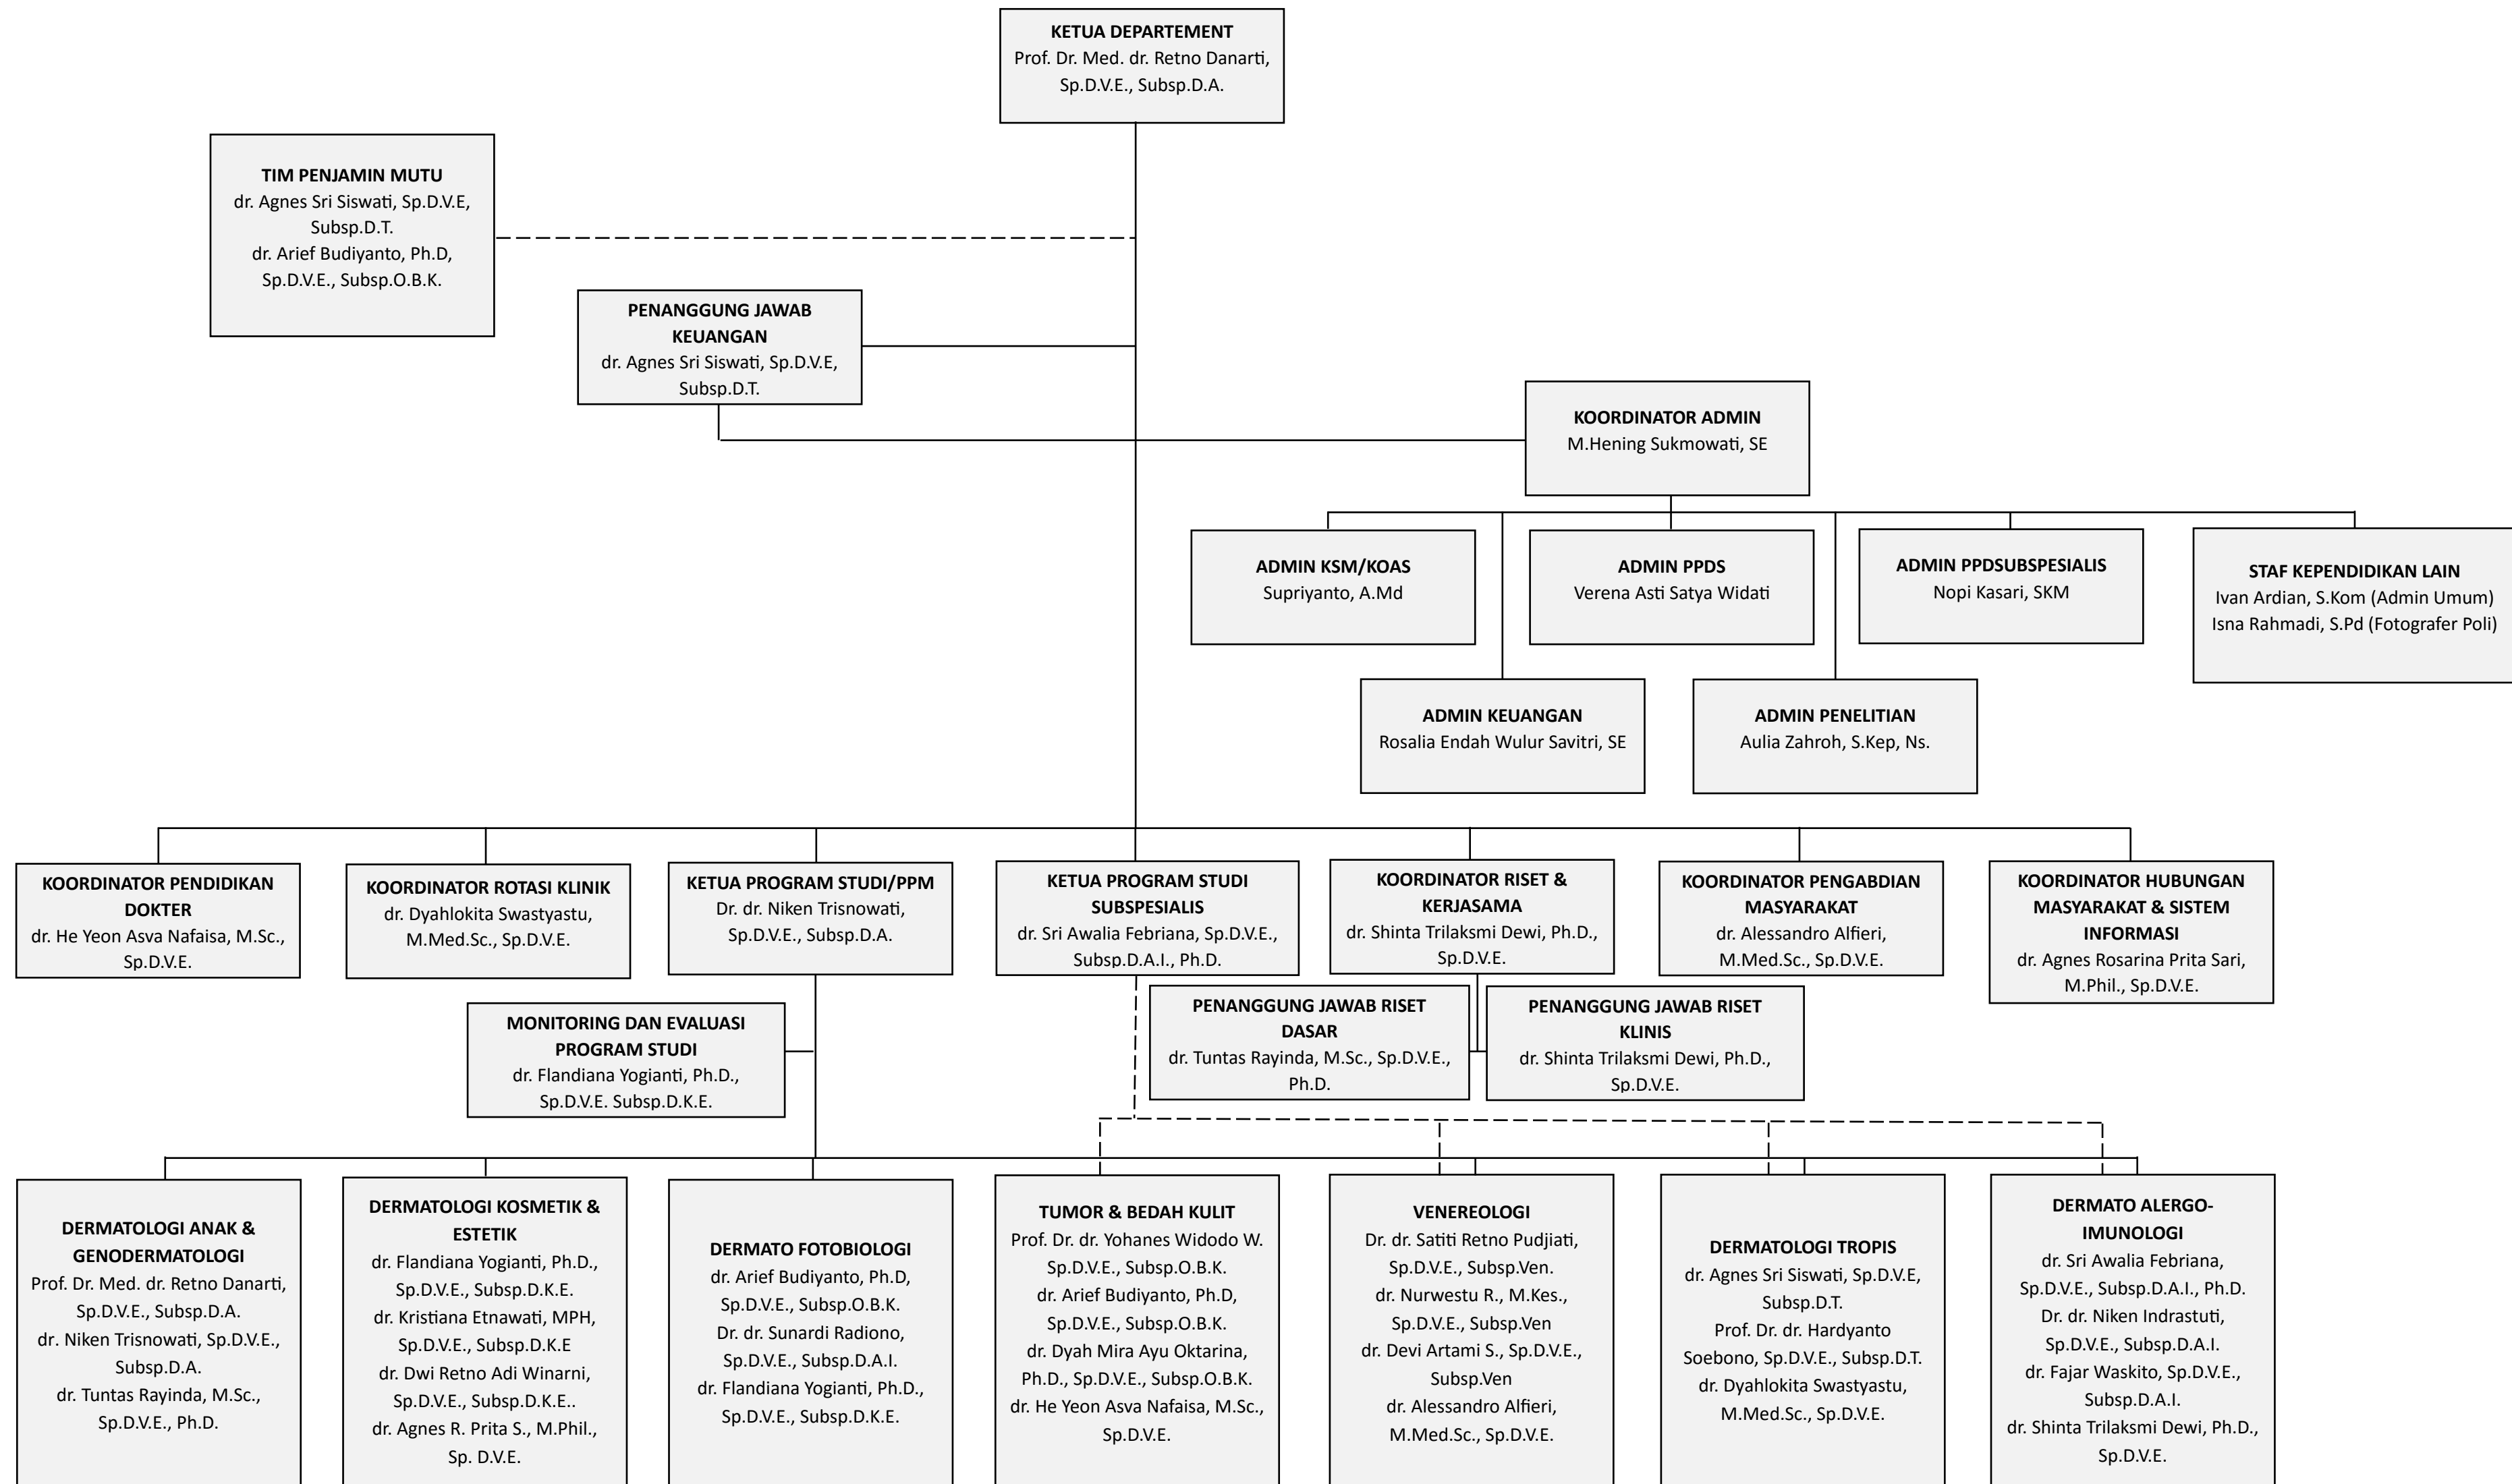 KETUA DEPARTEMENT
Prof. Dr. Med. dr. Retno Danarti,
Sp.D.V.E., Subsp.D.A.
TIM PENJAMIN MUTU
dr. Agnes Sri Siswati, Sp.D.V.E,
Subsp.D.T.
dr. Arief Budiyanto, Ph.D,
Sp.D.V.E., Subsp.O.B.K.
PENANGGUNG JAWAB
KEUANGAN
dr. Agnes Sri Siswati, Sp.D.V.E,
Subsp.D.T.
KOORDINATOR ADMIN
M.Hening Sukmowati, SE
ADMIN KSM/KOAS
Supriyanto, A.Md
ADMIN PPDS
Verena Asti Satya Widati
ADMIN PPDSUBSPESIALIS
Nopi Kasari, SKM
STAF KEPENDIDIKAN LAIN
Ivan Ardian, S.Kom (Admin Umum)
Isna Rahmadi, S.Pd (Fotografer Poli)
ADMIN KEUANGAN
Rosalia Endah Wulur Savitri, SE
ADMIN PENELITIAN
Aulia Zahroh, S.Kep, Ns.
KOORDINATOR PENDIDIKAN
DOKTER
dr. He Yeon Asva Nafaisa, M.Sc.,
Sp.D.V.E.
KOORDINATOR ROTASI KLINIK
dr. Dyahlokita Swastyastu,
M.Med.Sc., Sp.D.V.E.
KETUA PROGRAM STUDI/PPM
Dr. dr. Niken Trisnowati,
Sp.D.V.E., Subsp.D.A.
KETUA PROGRAM STUDI
SUBSPESIALIS
dr. Sri Awalia Febriana, Sp.D.V.E.,
Subsp.D.A.I., Ph.D.
KOORDINATOR RISET &
KERJASAMA
dr. Shinta Trilaksmi Dewi, Ph.D.,
Sp.D.V.E.
KOORDINATOR PENGABDIAN
MASYARAKAT
dr. Alessandro Alfieri,
M.Med.Sc., Sp.D.V.E.
KOORDINATOR HUBUNGAN
MASYARAKAT & SISTEM
INFORMASI
dr. Agnes Rosarina Prita Sari,
M.Phil., Sp.D.V.E.
MONITORING DAN EVALUASI
PROGRAM STUDI
dr. Flandiana Yogianti, Ph.D.,
Sp.D.V.E. Subsp.D.K.E.
PENANGGUNG JAWAB RISET
DASAR
dr. Tuntas Rayinda, M.Sc., Sp.D.V.E.,
Ph.D.
PENANGGUNG JAWAB RISET
KLINIS
dr. Shinta Trilaksmi Dewi, Ph.D.,
Sp.D.V.E.
DERMATOLOGI ANAK &
GENODERMATOLOGI
Prof. Dr. Med. dr. Retno Danarti,
Sp.D.V.E., Subsp.D.A.
dr. Niken Trisnowati, Sp.D.V.E.,
Subsp.D.A.
dr. Tuntas Rayinda, M.Sc.,
Sp.D.V.E., Ph.D.
DERMATOLOGI KOSMETIK &
ESTETIK
dr. Flandiana Yogianti, Ph.D.,
Sp.D.V.E., Subsp.D.K.E.
dr. Kristiana Etnawati, MPH,
Sp.D.V.E., Subsp.D.K.E
dr. Dwi Retno Adi Winarni,
Sp.D.V.E., Subsp.D.K.E..
dr. Agnes R. Prita S., M.Phil.,
Sp. D.V.E.
DERMATO FOTOBIOLOGI
dr. Arief Budiyanto, Ph.D,
Sp.D.V.E., Subsp.O.B.K.
Dr. dr. Sunardi Radiono,
Sp.D.V.E., Subsp.D.A.I.
dr. Flandiana Yogianti, Ph.D.,
Sp.D.V.E., Subsp.D.K.E.
TUMOR & BEDAH KULIT
Prof. Dr. dr. Yohanes Widodo W.
Sp.D.V.E., Subsp.O.B.K.
dr. Arief Budiyanto, Ph.D,
Sp.D.V.E., Subsp.O.B.K.
dr. Dyah Mira Ayu Oktarina,
Ph.D., Sp.D.V.E., Subsp.O.B.K.
dr. He Yeon Asva Nafaisa, M.Sc.,
Sp.D.V.E.
VENEREOLOGI
Dr. dr. Satiti Retno Pudjiati,
Sp.D.V.E., Subsp.Ven.
dr. Nurwestu R., M.Kes.,
Sp.D.V.E., Subsp.Ven
dr. Devi Artami S., Sp.D.V.E.,
Subsp.Ven
dr. Alessandro Alfieri,
M.Med.Sc., Sp.D.V.E.
DERMATOLOGI TROPIS
dr. Agnes Sri Siswati, Sp.D.V.E,
Subsp.D.T.
Prof. Dr. dr. Hardyanto
Soebono, Sp.D.V.E., Subsp.D.T.
dr. Dyahlokita Swastyastu,
M.Med.Sc., Sp.D.V.E.
DERMATO ALERGO-
IMUNOLOGI
dr. Sri Awalia Febriana,
Sp.D.V.E., Subsp.D.A.I., Ph.D.
Dr. dr. Niken Indrastuti,
Sp.D.V.E., Subsp.D.A.I.
dr. Fajar Waskito, Sp.D.V.E.,
Subsp.D.A.I.
dr. Shinta Trilaksmi Dewi, Ph.D.,
Sp.D.V.E.